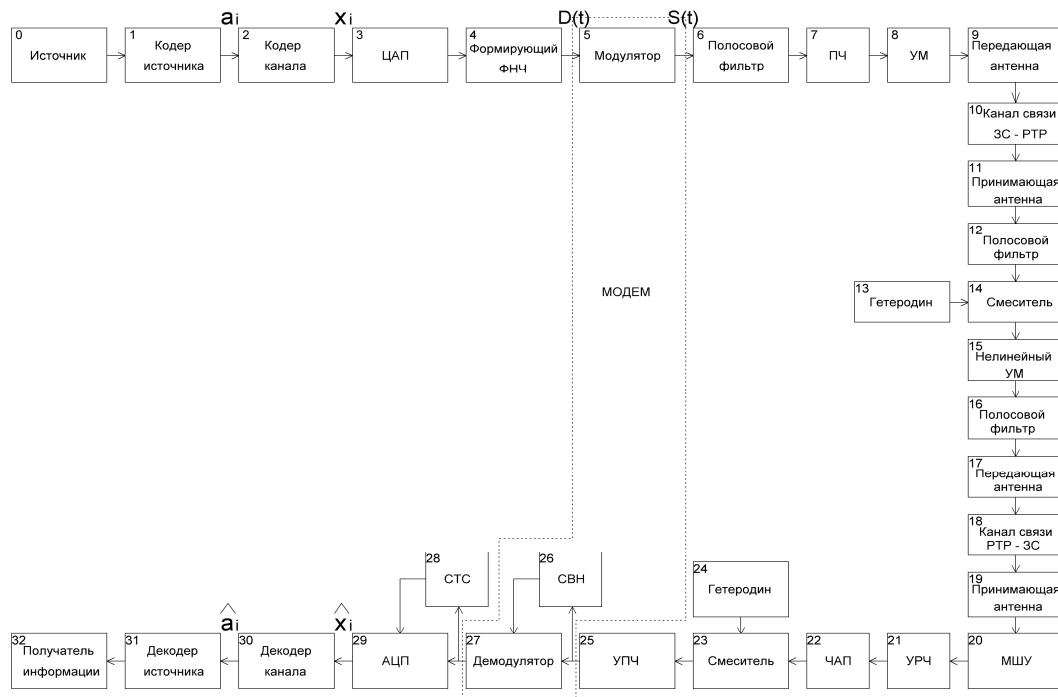 ai
xi
D(t)
S(t)
0
Источник
1
Кодер
источника
2
Кодер
канала
3
ЦАП
4
Формирующий
ФНЧ
5
Модулятор
6
Полосовой
фильтр
7
ПЧ
8
УМ
9
Передающая
антенна
10
Канал связи
ЗС - РТР
11
Принимающая
антенна
12
Полосовой
фильтр
МОДЕМ
13
Гетеродин
14
Смеситель
15
Нелинейный
УМ
16
Полосовой
фильтр
17
Передающая
антенна
18
Канал связи
РТР - ЗС
28
СТС
26
СВН
24
Гетеродин
19
Принимающая
антенна
âi
x̂i
32
Получатель
информации
31
Декодер
источника
30
Декодер
канала
29
АЦП
27
Демодулятор
25
УПЧ
23
Смеситель
22
ЧАП
21
УРЧ
20
МШУ